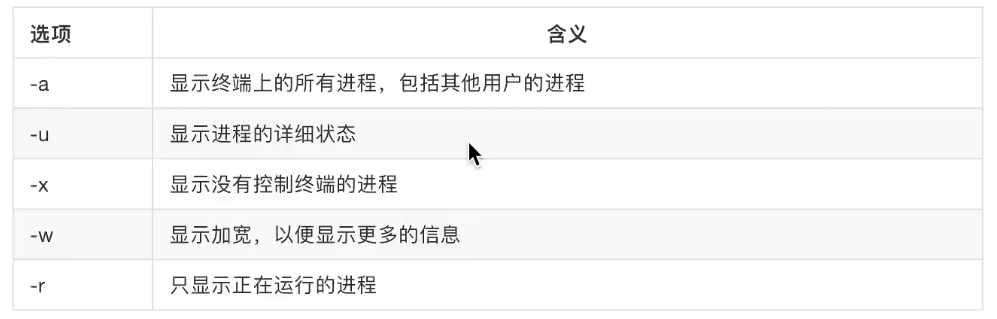 选项 含义
-a 显示终端上的所有进程，包括其他用户的进程
-u 显示进程的详细状态
-x 显示没有控制终端的进程
-w 显示加宽，以便显示更多的信息
-r 只显示正在运行的进程